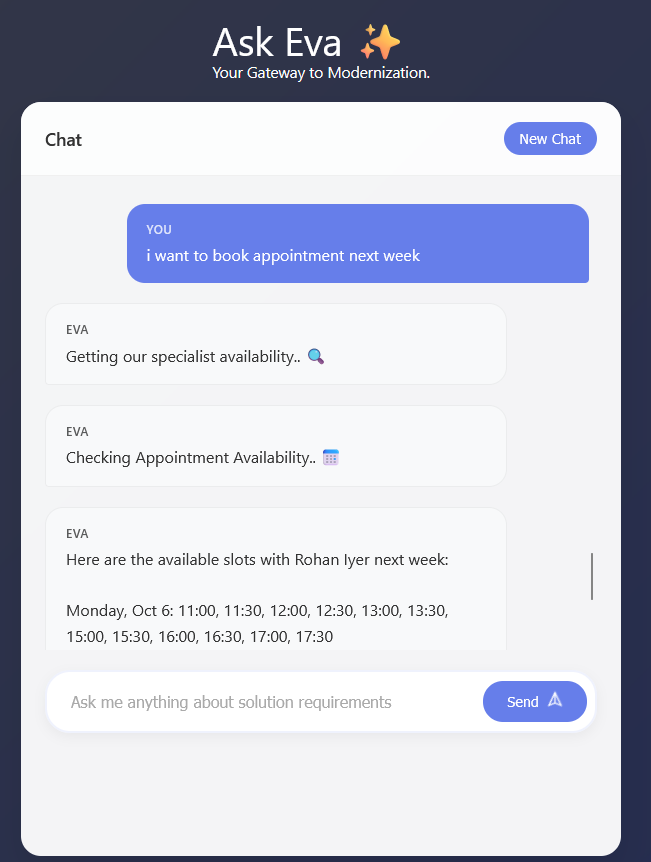 Ask Eva ✨
Your Gateway to Modernization.
Chat
New Chat
YOU
i want to book appointment next week
EVA
Getting our specialist availability.. 🔍
EVA
Checking Appointment Availability.. 📅
EVA
Here are the available slots with Rohan Iyer next week:
Monday, Oct 6: 11:00, 11:30, 12:00, 12:30, 13:00, 13:30,
15:00, 15:30, 16:00, 16:30, 17:00, 17:30
Ask me anything about solution requirements
Send